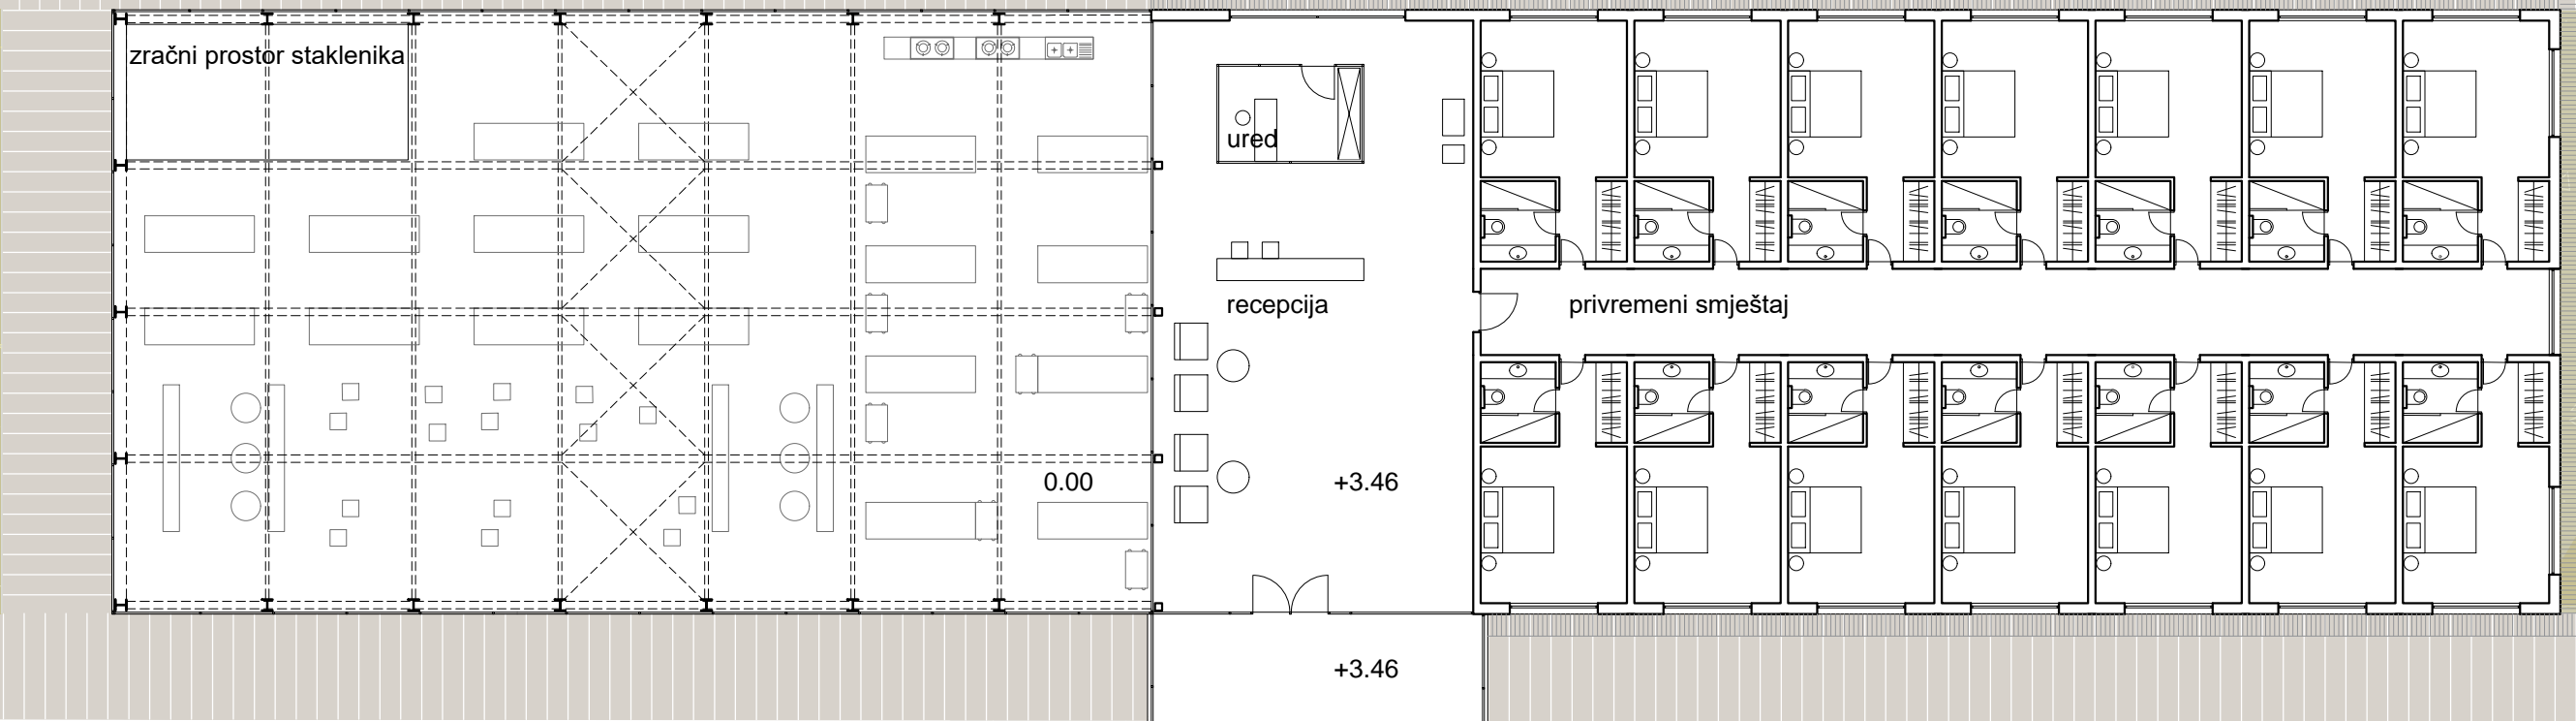 zračni prostor staklenika
ured
recepcija
privremeni smještaj
0.00
+3.46
+3.46